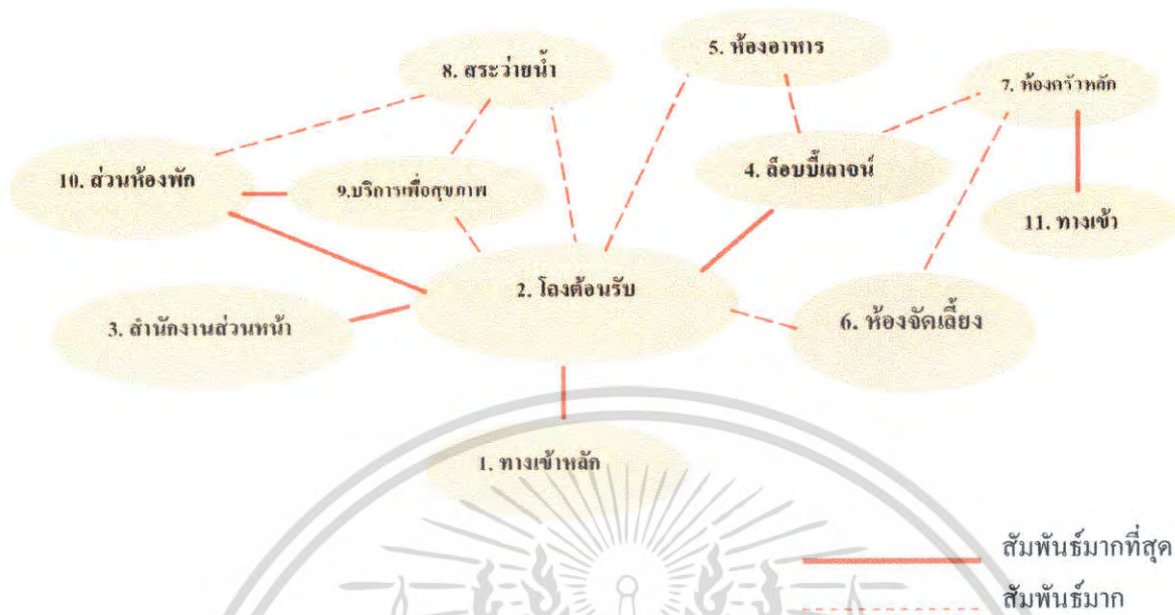 5. ห้องอาหาร
8. สระว่ายน้ำ
7. ห้องครัวหลัก
10. ส่วนห้องพัก
9.บริการเพื่อสุขภาพ
4. ล็อบบี้เลาจน์
11. ทางเข้า
2. โถงต้อนรับ
3. สำนักงานส่วนหน้า
6. ห้องจัดเลี้ยง
1. ทางเข้าหลัก
สัมพันธ์มากที่สุด
สัมพันธ์มาก